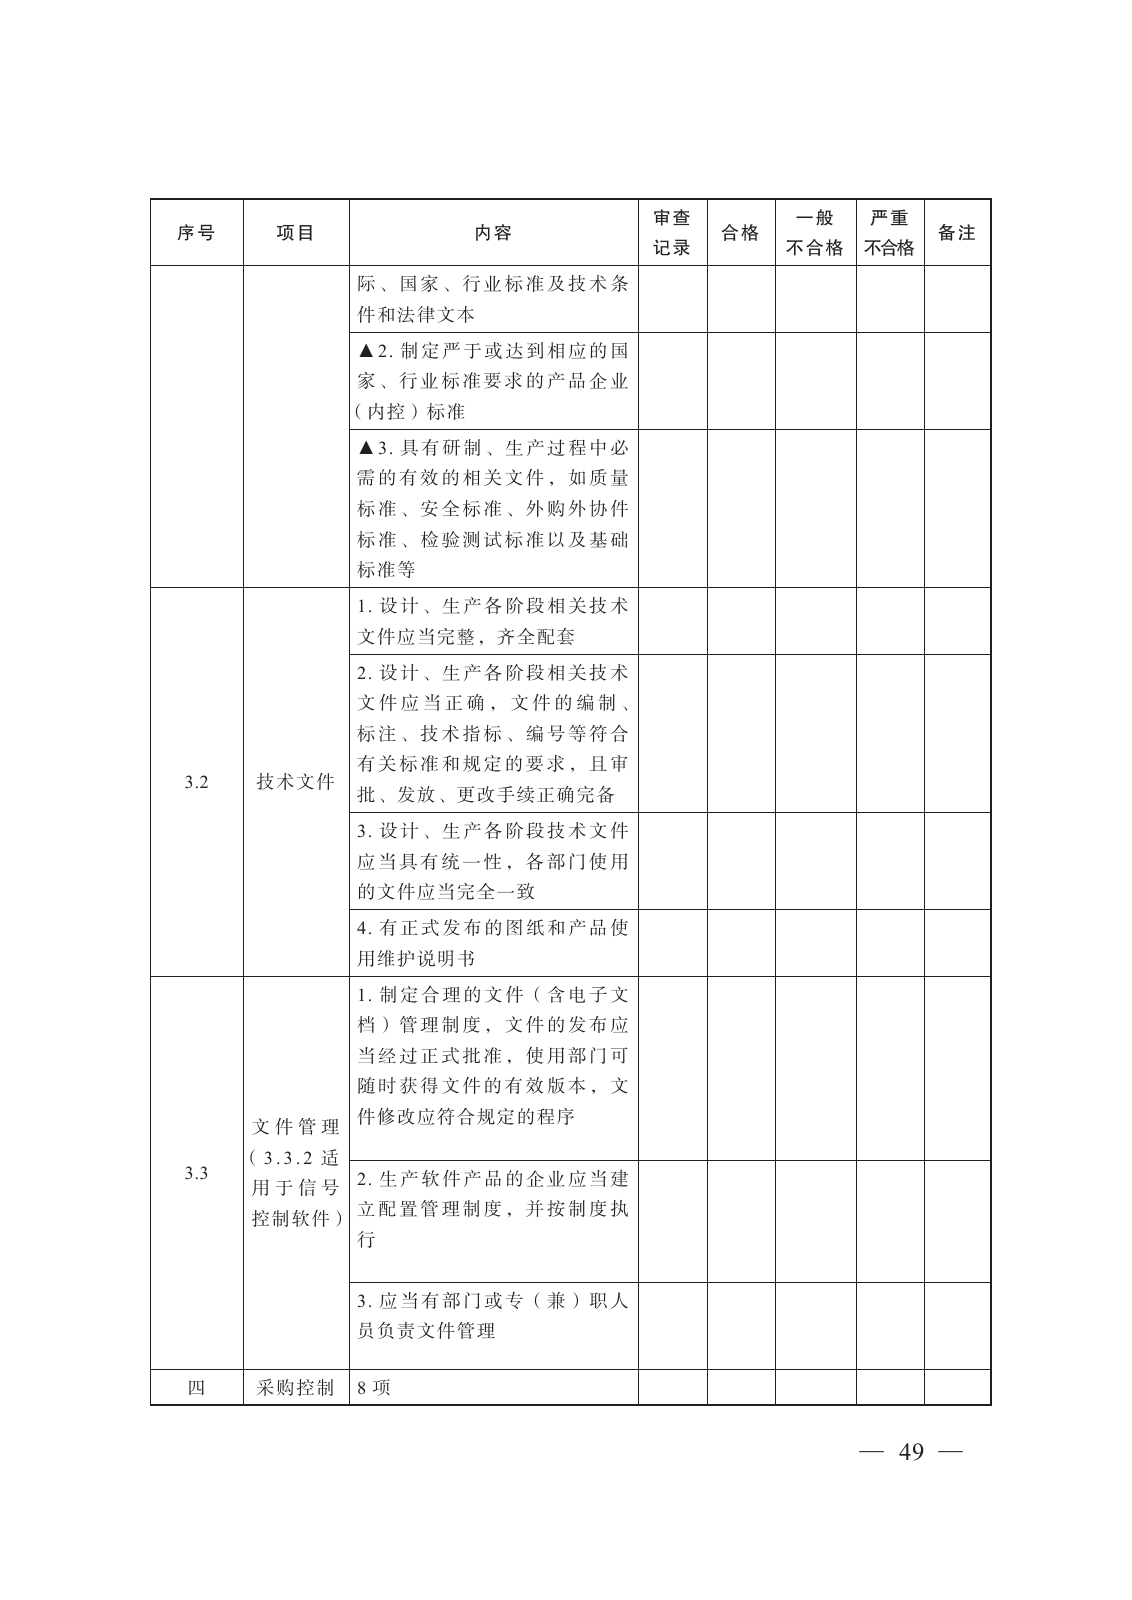 序号 项目 内容 审查记录 合格 一般不合格 严重不合格 备注
际、国家、行业标准及技术条
件和法律文本
▲2. 制定严于或达到相应的国
家、行业标准要求的产品企业
（内控）标准
▲3. 具有研制、生产过程中必
需的有效的相关文件，如质量
标准、安全标准、外购外协件
标准、检验测试标准以及基础
标准等
3.2 技术文件
1. 设计、生产各阶段相关技术
文件应当完整，齐全配套
2. 设计、生产各阶段相关技术
文件应当正确，文件的编制、
标注、技术指标、编号等符合
有关标准和规定的要求，且审
批、发放、更改手续正确完备
3. 设计、生产各阶段技术文件
应当具有统一性，各部门使用
的文件应当完全一致
4. 有正式发布的图纸和产品使
用维护说明书
3.3
文件管理
（3.3.2 适
用于信号
控制软件）
1. 制定合理的文件（含电子文
档）管理制度，文件的发布应
当经过正式批准，使用部门可
随时获得文件的有效版本，文
件修改应符合规定的程序
2. 生产软件产品的企业应当建
立配置管理制度，并按制度执
行
3. 应当有部门或专（兼）职人
员负责文件管理
四 采购控制 8 项
— 49 —